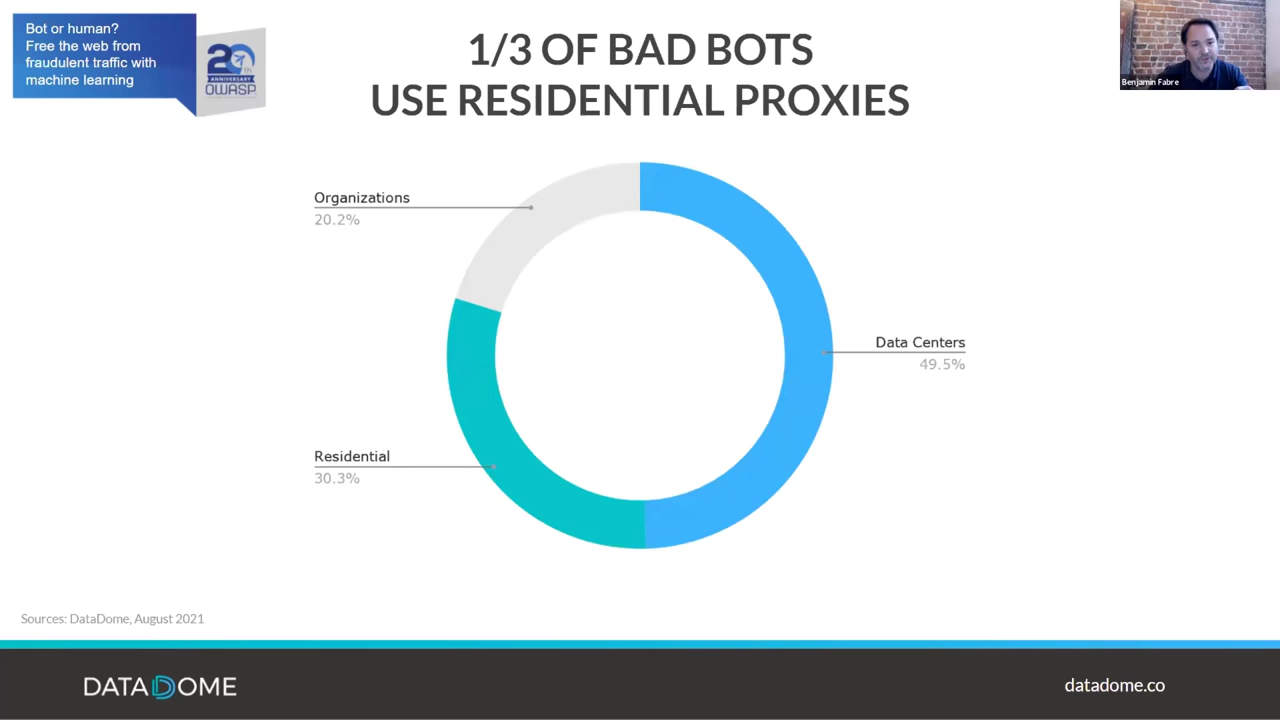 Bot or human?
Free the web from
fraudulent traffic with
machine learning
20th
ANNIVERSARY
OWASP
Benjamin Fabre
1/3 OF BAD BOTS
USE RESIDENTIAL PROXIES
Organizations
20.2%
Data Centers
49.5%
Residential
30.3%
Sources: DataDome, August 2021
DATADOME
datadome.co